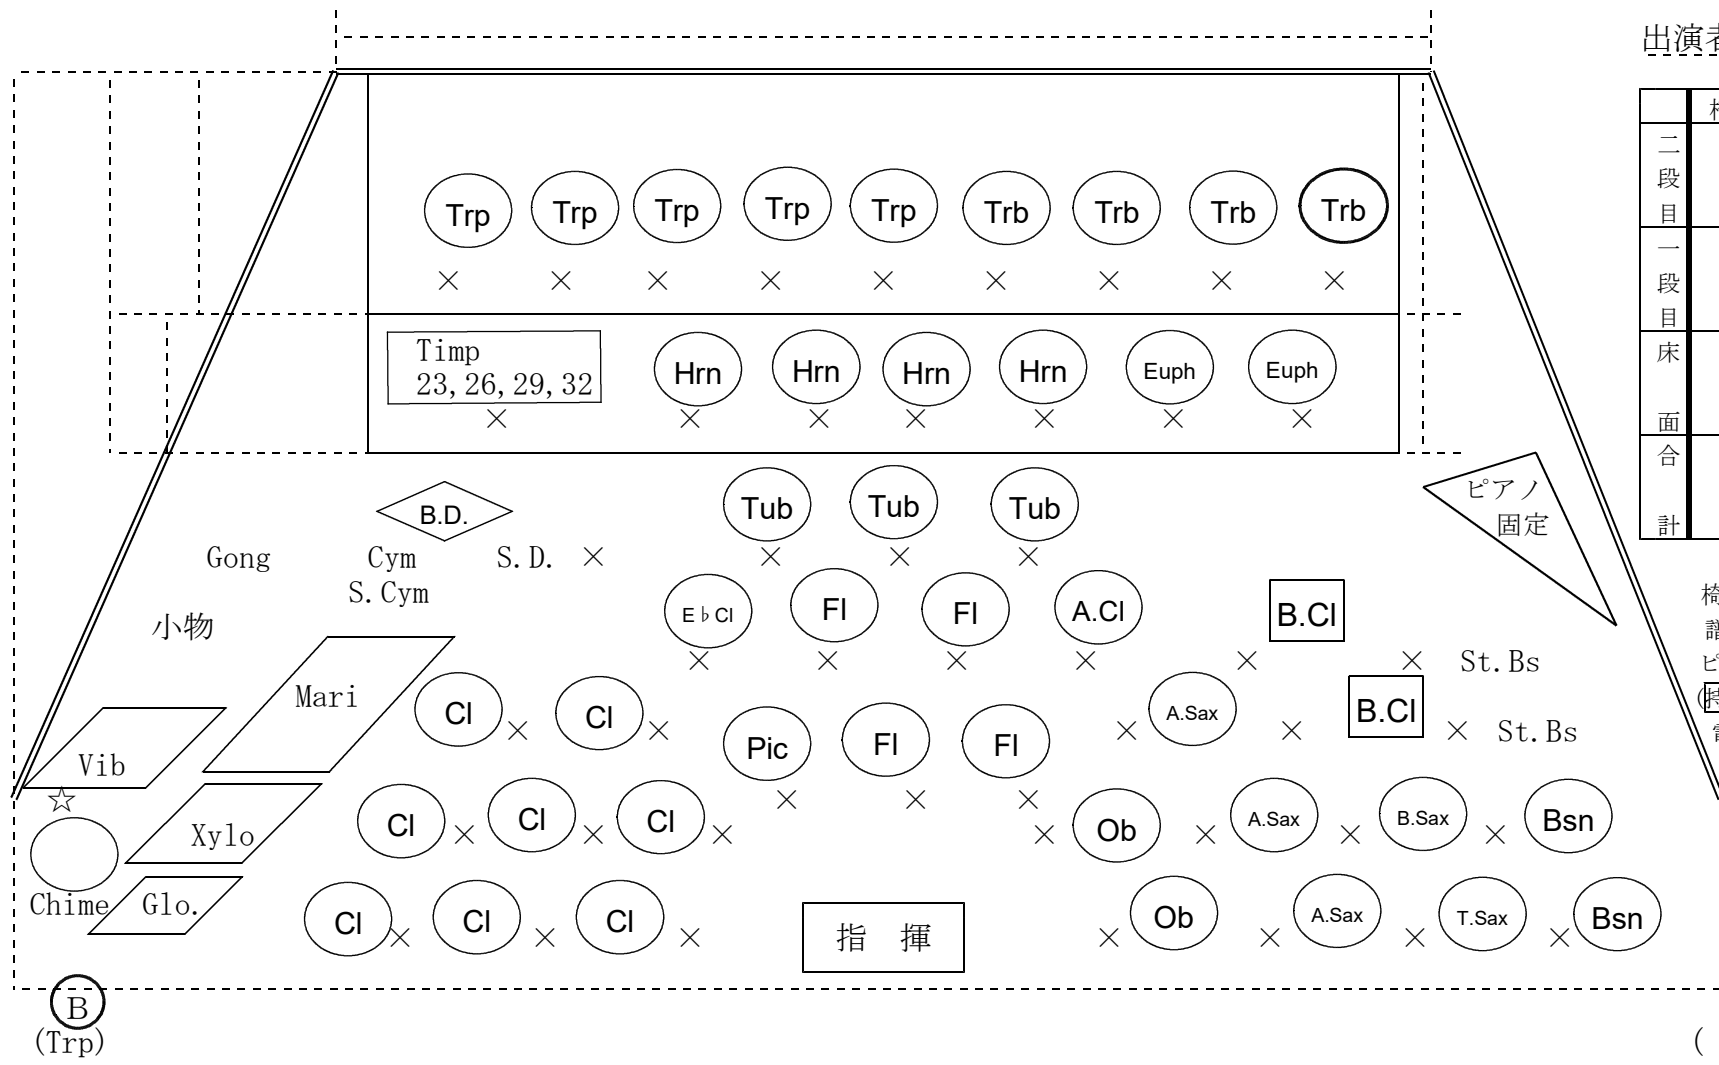 出演
Trp Trp Trp Trp Trp Trb Trb Trb Trb
× × × × × × × × ×
二段目
一段目
床面
合計
Timp
23,26,29,32
Hrn Hrn Hrn Hrn Euph Euph
× × × × × × ×
B.D.
Tub Tub Tub
ピアノ
固定
Gong Cym S.D. × × × ×
S.Cym
E♭Cl Fl Fl A.Cl B.Cl
小物
× × × × × × St.Bs
Mari
Cl × Cl × Pic Fl Fl × A.Sax × B.Cl × St.Bs
Vib
☆ × × ×
Xylo
Cl × Cl × Cl × × Ob × A.Sax × B.Sax × Bsn
Chime Glo.
Cl × Cl × Cl × 指 揮 × Ob × A.Sax × T.Sax × Bsn
B
(Trp)
(